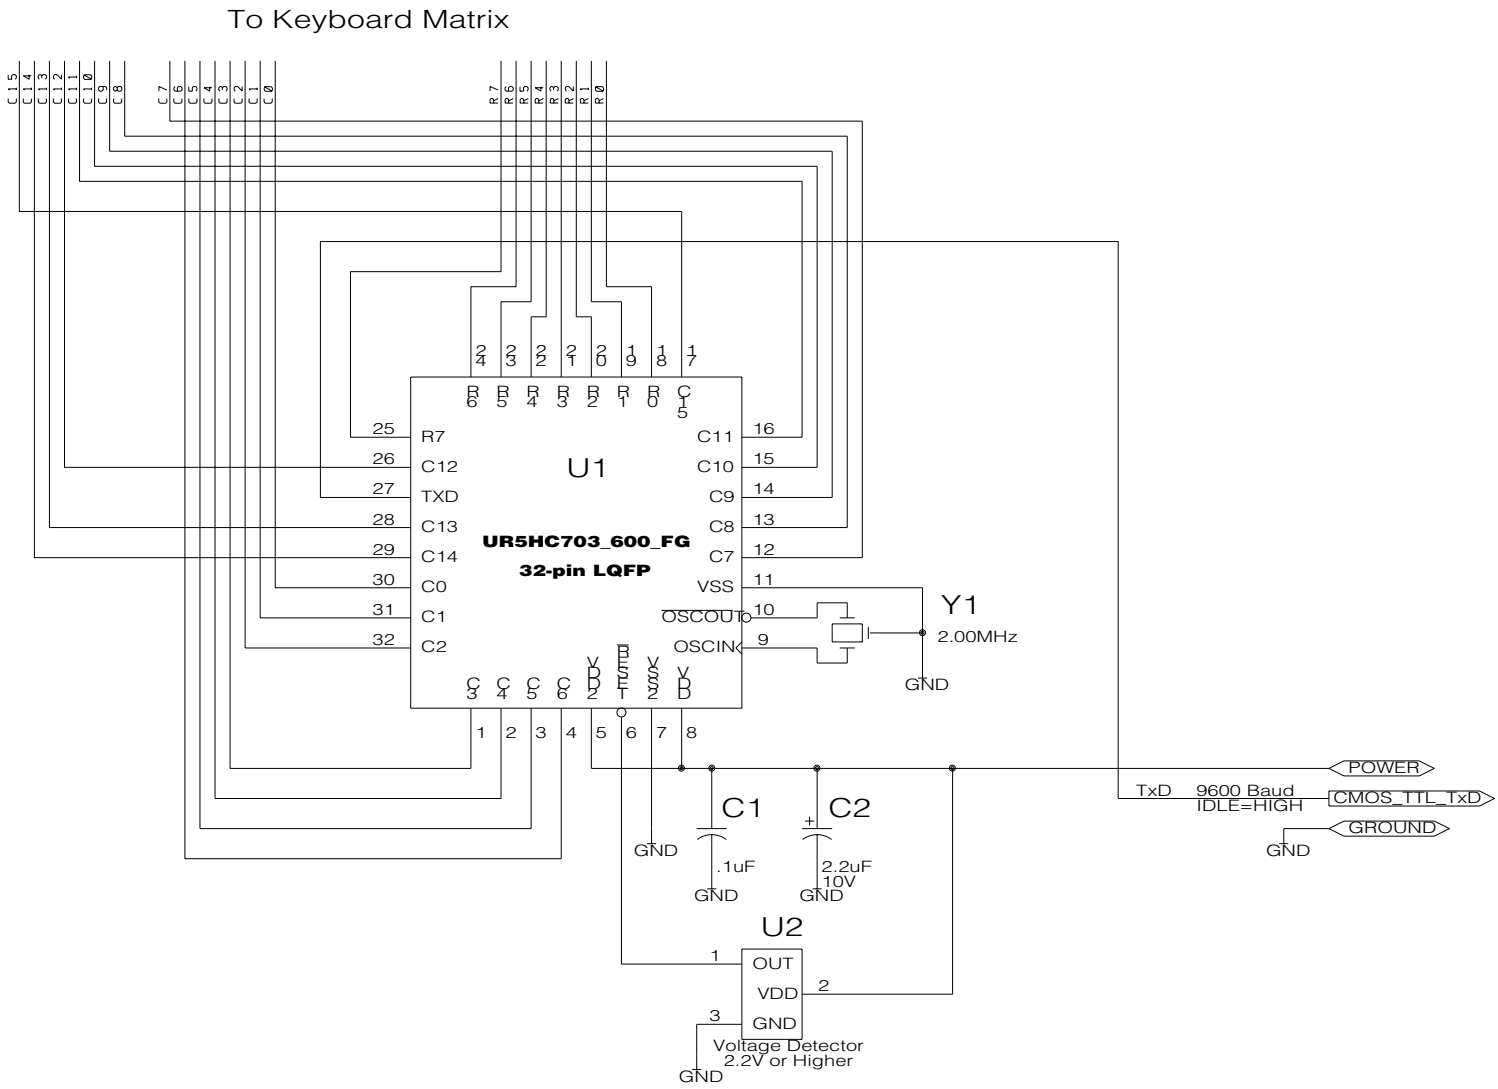 To Keyboard Matrix
C15
C14
C13
C12
C11
C10
C9
C8
C7
C6
C5
C4
C3
C2
C1
C0
R7
R6
R5
R4
R3
R2
R1
R0
24
23
22
21
20
19
18
17
R6
R5
R4
R3
R2
R1
R0
C15
25 R7
26 C12
27 TXD
28 C13
29 C14
30 C0
31 C1
32 C2
U1
UR5HC703_600_FG
32-pin LQFP
C11 16
C10 15
C9 14
C8 13
C7 12
VSS 11
OSCOUT 10
OSCIN 9
C3
C4
C5
C6
VDD2
RESET
VSS2
VDD
1
2
3
4
5
6
7
8
Y1
2.00MHz
GND
POWER
TxD 9600 Baud
IDLE=HIGH
CMOS_TTL_TxD
GROUND
GND
GND
C1
.1uF
GND
C2
+
2.2uF
10V
GND
U2
1 OUT
VDD 2
3 GND
Voltage Detector
2.2V or Higher
GND